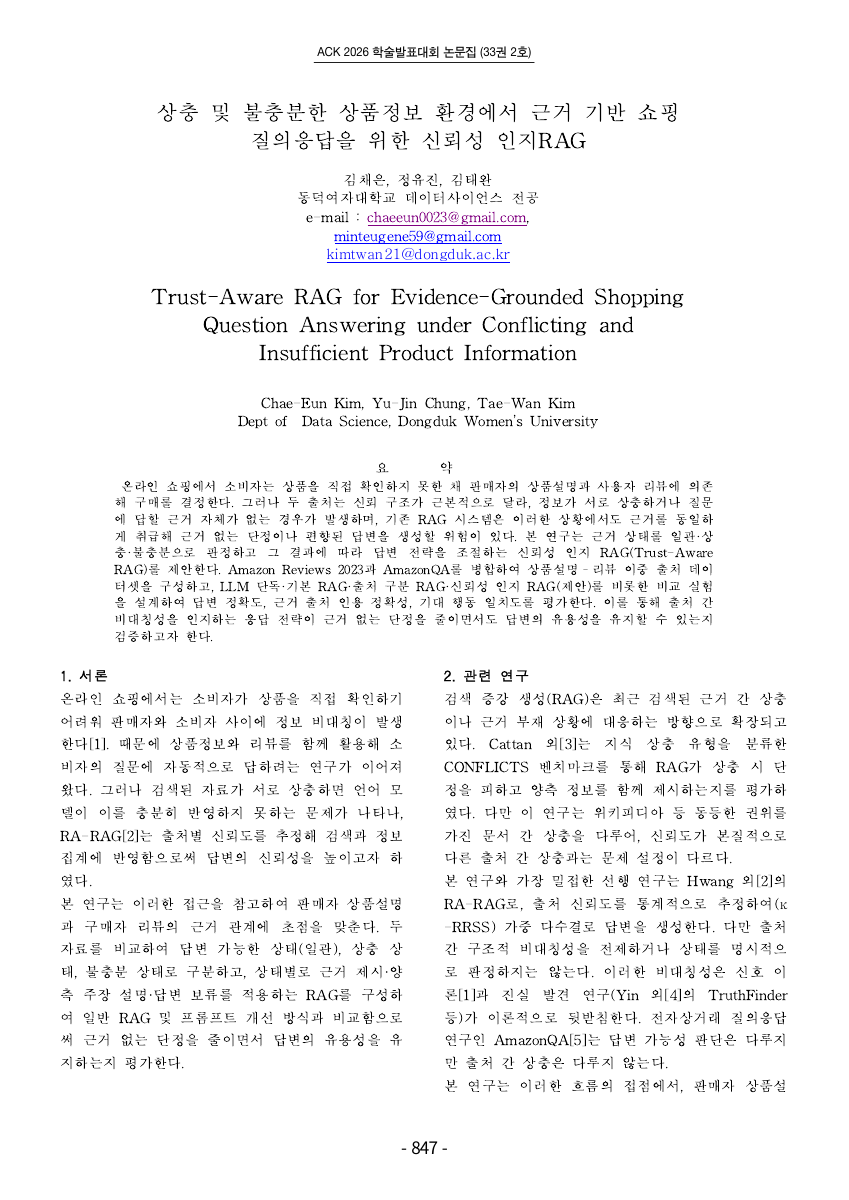 ACK 2026 학술발표대회 논문집 (33권 2호)
상충 및 불충분한 상품정보 환경에서 근거 기반 쇼핑
질의응답을 위한 신뢰성 인지RAG
김채은, 정유진, 김태완
동덕여자대학교 데이터사이언스 전공
e-mail : chaeeun0023@gmail.com,
minteugene59@gmail.com
kimtwan21@dongduk.ac.kr
Trust-Aware RAG for Evidence-Grounded Shopping
Question Answering under Conflicting and
Insufficient Product Information
Chae-Eun Kim, Yu-Jin Chung, Tae-Wan Kim
Dept of Data Science, Dongduk Women's University
요 약
온라인 쇼핑에서 소비자는 상품을 직접 확인하지 못한 채 판매자의 상품설명과 사용자 리뷰에 의존
해 구매를 결정한다. 그러나 두 출처는 신뢰 구조가 근본적으로 달라, 정보가 서로 상충하거나 질문
에 답할 근거 자체가 없는 경우가 발생하며, 기존 RAG 시스템은 이러한 상황에서도 근거를 동일하
게 취급해 근거 없는 단정이나 편향된 답변을 생성할 위험이 있다. 본 연구는 근거 상태를 일관·상
충·불충분으로 판정하고 그 결과에 따라 답변 전략을 조절하는 신뢰성 인지 RAG(Trust-Aware
RAG)를 제안한다. Amazon Reviews 2023과 AmazonQA를 병합하여 상품설명–리뷰 이중 출처 데이
터셋을 구성하고, LLM 단독·기본 RAG·출처 구분 RAG·신뢰성 인지 RAG(제안)를 비롯한 비교 실험
을 설계하여 답변 정확도, 근거 출처 인용 정확성, 기대 행동 일치도를 평가한다. 이를 통해 출처 간
비대칭성을 인지하는 응답 전략이 근거 없는 단정을 줄이면서도 답변의 유용성을 유지할 수 있는지
검증하고자 한다.
1. 서론
온라인 쇼핑에서는 소비자가 상품을 직접 확인하기
어려워 판매자와 소비자 사이에 정보 비대칭이 발생
한다[1]. 때문에 상품정보와 리뷰를 함께 활용해 소
비자의 질문에 자동적으로 답하려는 연구가 이어져
왔다. 그러나 검색된 자료가 서로 상충하면 언어 모
델이 이를 충분히 반영하지 못하는 문제가 나타나,
RA-RAG[2]는 출처별 신뢰도를 추정해 검색과 정보
집계에 반영함으로써 답변의 신뢰성을 높이고자 하
였다.
본 연구는 이러한 접근을 참고하여 판매자 상품설명
과 구매자 리뷰의 근거 관계에 초점을 맞춘다. 두
자료를 비교하여 답변 가능한 상태(일관), 상충 상
태, 불충분 상태로 구분하고, 상태별로 근거 제시·양
측 주장 설명·답변 보류를 적용하는 RAG를 구성하
여 일반 RAG 및 프롬프트 개선 방식과 비교함으로
써 근거 없는 단정을 줄이면서 답변의 유용성을 유
지하는지 평가한다.
2. 관련 연구
검색 증강 생성(RAG)은 최근 검색된 근거 간 상충
이나 근거 부재 상황에 대응하는 방향으로 확장되고
있다. Cattan 외[3]는 지식 상충 유형을 분류한
CONFLICTS 벤치마크를 통해 RAG가 상충 시 단
정을 피하고 양측 정보를 함께 제시하는지를 평가하
였다. 다만 이 연구는 위키피디아 등 동등한 권위를
가진 문서 간 상충을 다루어, 신뢰도가 본질적으로
다른 출처 간 상충과는 문제 설정이 다르다.
본 연구와 가장 밀접한 선행 연구는 Hwang 외[2]의
RA-RAG로, 출처 신뢰도를 통계적으로 추정하여(κ
-RRSS) 가중 다수결로 답변을 생성한다. 다만 출처
간 구조적 비대칭성을 전제하거나 상태를 명시적으
로 판정하지는 않는다. 이러한 비대칭성은 신호 이
론[1]과 진실 발견 연구(Yin 외[4]의 TruthFinder
등)가 이론적으로 뒷받침한다. 전자상거래 질의응답
연구인 AmazonQA[5]는 답변 가능성 판단은 다루지
만 출처 간 상충은 다루지 않는다.
본 연구는 이러한 흐름의 접점에서, 판매자 상품설
- 847 -